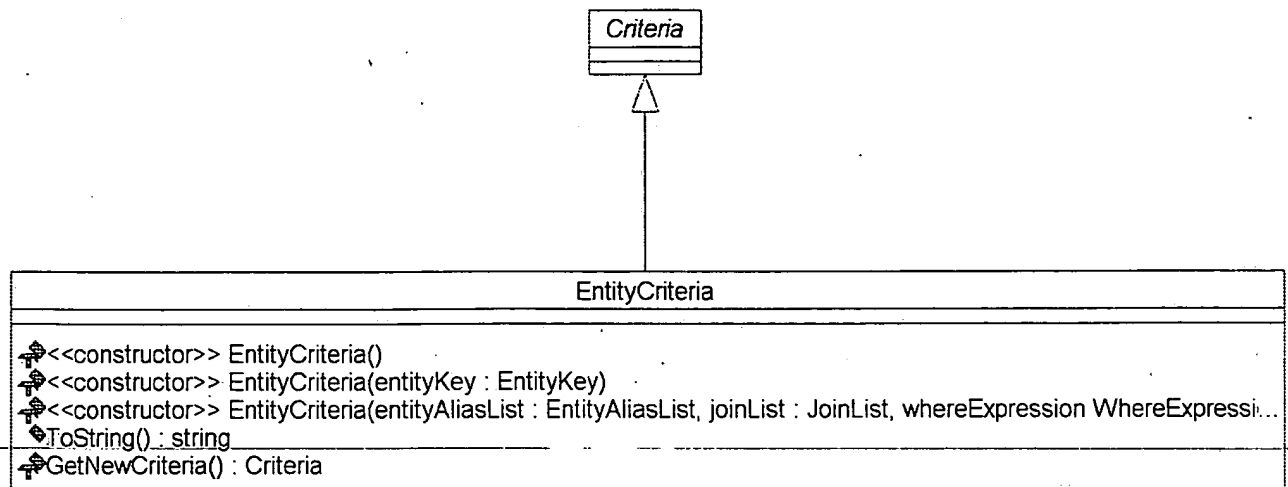 Criteria
EntityCriteria
<<constructor>> EntityCriteria()
<<constructor>> EntityCriteria(entityKey : EntityKey)
<<constructor>> EntityCriteria(entityAliasList : EntityAliasList, joinList : JoinList, whereExpression WhereExpressi...
ToString() : string
GetNewCriteria() : Criteria